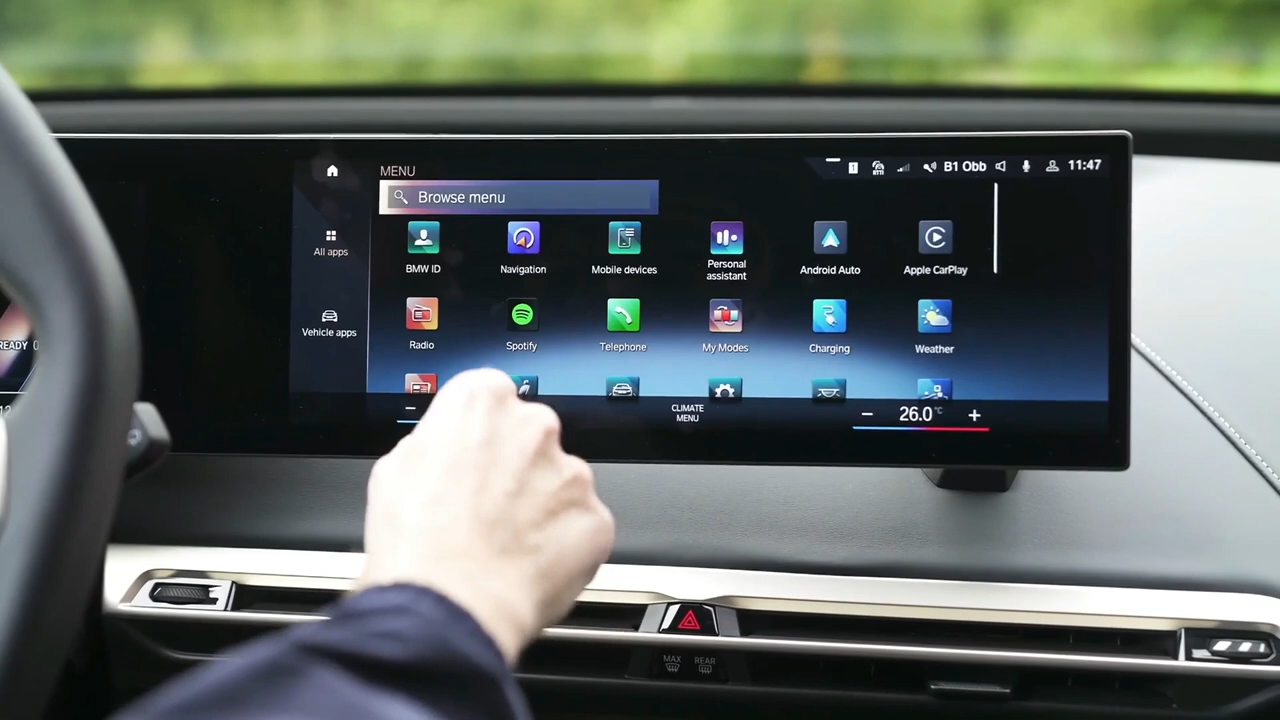 MENU
B1 Obb
11:47
Browse menu
All apps
Vehicle apps
BMW ID
Navigation
Mobile devices
Personal
assistant
Android Auto
Apple CarPlay
Radio
Spotify
Telephone
My Modes
Charging
Weather
READY 0
CLIMATE
MENU
− 26.0°C +
MAX
REAR